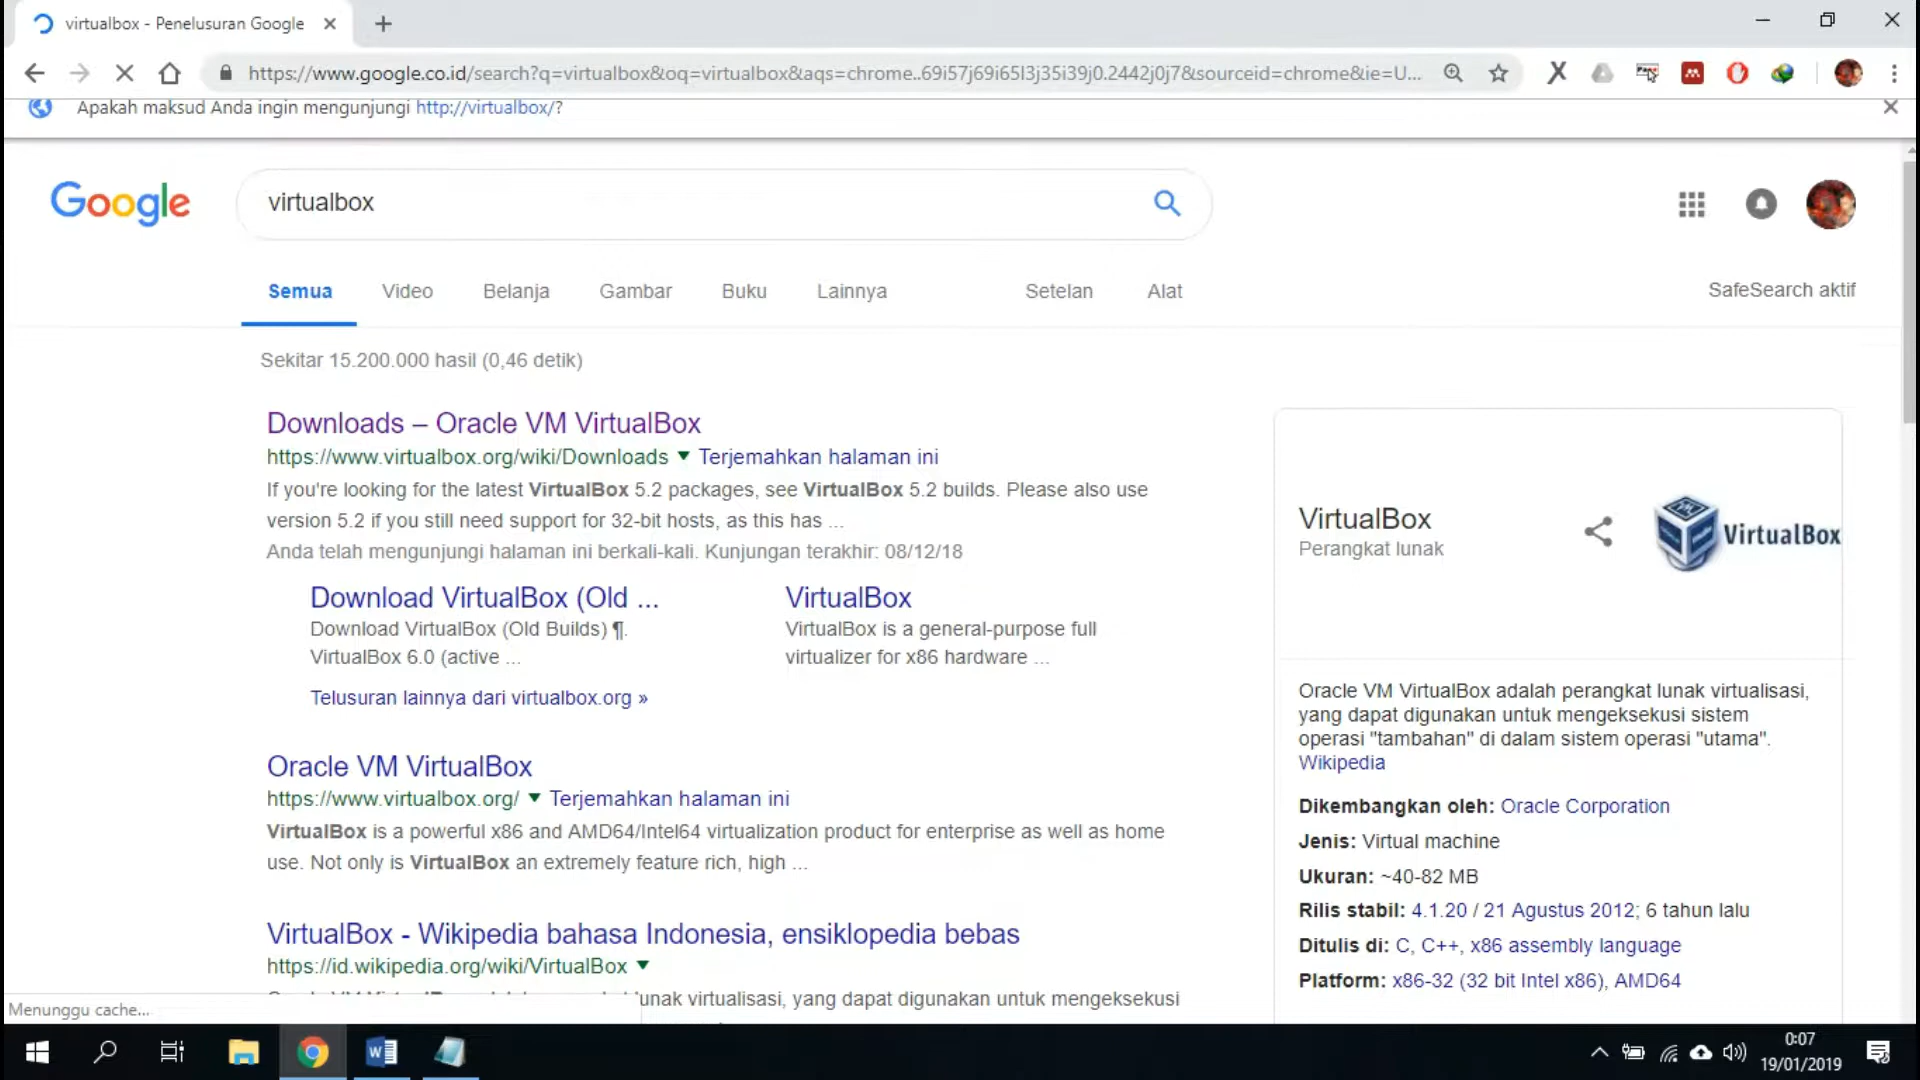 virtualbox - Penelusuran Google
https://www.google.co.id/search?q=virtualbox&oq=virtualbox&aqs=chrome..69i57j69i65l3j35i39j0.2442j0j7&sourceid=chrome&ie=U...
Apakah maksud Anda ingin mengunjungi http://virtualbox/?
Google
virtualbox
Semua Video Belanja Gambar Buku Lainnya Setelan Alat SafeSearch aktif
Sekitar 15.200.000 hasil (0,46 detik)
Downloads – Oracle VM VirtualBox
https://www.virtualbox.org/wiki/Downloads ▼ Terjemahkan halaman ini
If you're looking for the latest VirtualBox 5.2 packages, see VirtualBox 5.2 builds. Please also use
version 5.2 if you still need support for 32-bit hosts, as this has ...
Anda telah mengunjungi halaman ini berkali-kali. Kunjungan terakhir: 08/12/18
Download VirtualBox (Old ...
Download VirtualBox (Old Builds) ¶.
VirtualBox 6.0 (active ...
VirtualBox
VirtualBox is a general-purpose full
virtualizer for x86 hardware ...
Telusuran lainnya dari virtualbox.org »
Oracle VM VirtualBox
https://www.virtualbox.org/ ▼ Terjemahkan halaman ini
VirtualBox is a powerful x86 and AMD64/Intel64 virtualization product for enterprise as well as home
use. Not only is VirtualBox an extremely feature rich, high ...
VirtualBox - Wikipedia bahasa Indonesia, ensiklopedia bebas
https://id.wikipedia.org/wiki/VirtualBox ▼
unak virtualisasi, yang dapat digunakan untuk mengeksekusi
VirtualBox
Perangkat lunak
VirtualBox
Oracle VM VirtualBox adalah perangkat lunak virtualisasi,
yang dapat digunakan untuk mengeksekusi sistem
operasi "tambahan" di dalam sistem operasi "utama".
Wikipedia
Dikembangkan oleh: Oracle Corporation
Jenis: Virtual machine
Ukuran: ~40-82 MB
Rilis stabil: 4.1.20 / 21 Agustus 2012; 6 tahun lalu
Ditulis di: C, C++, x86 assembly language
Platform: x86-32 (32 bit Intel x86), AMD64
Menunggu cache...
0:07
19/01/2019